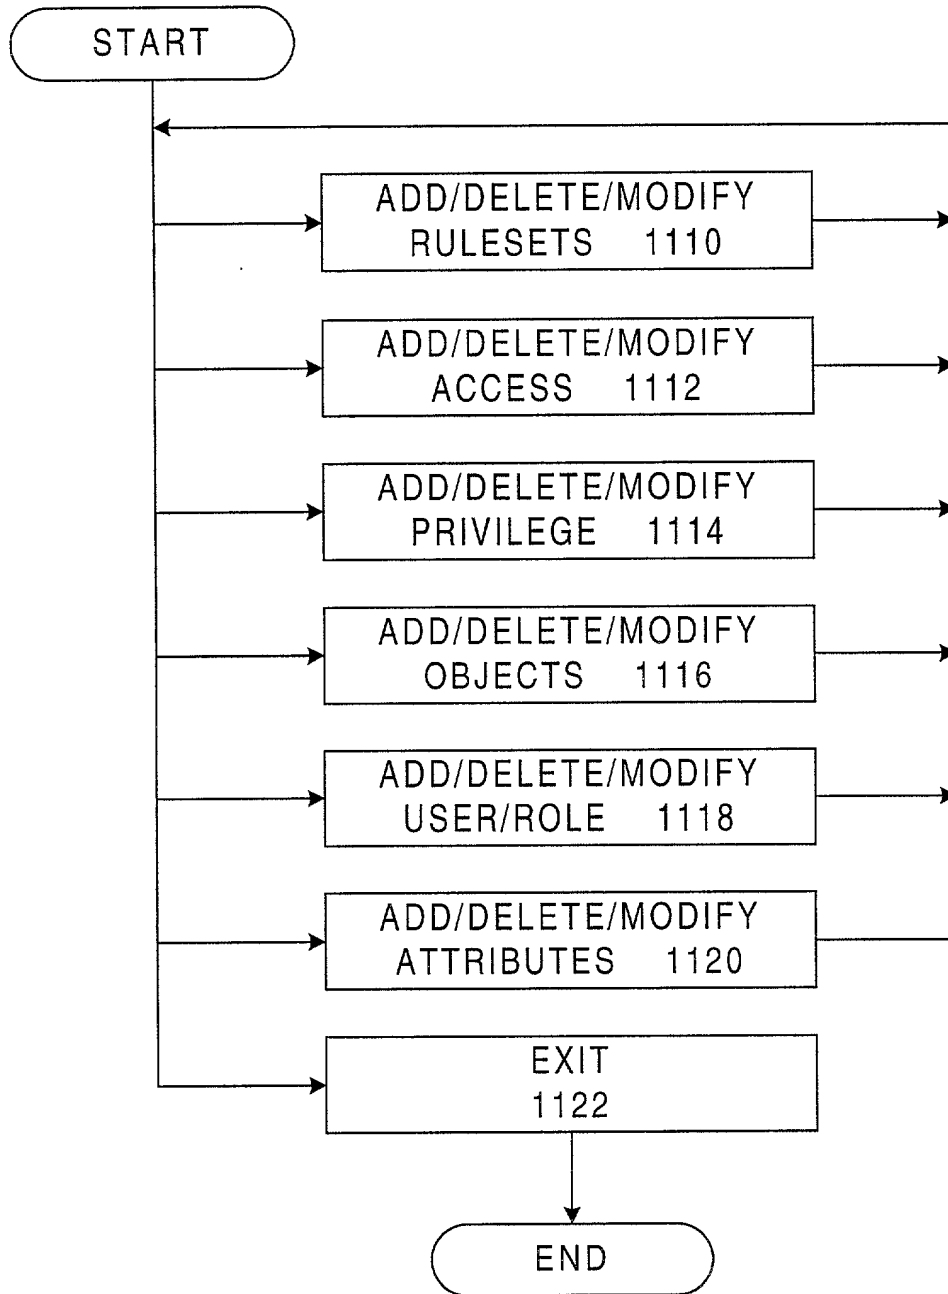 START
ADD/DELETE/MODIFY
RULESETS 1110
ADD/DELETE/MODIFY
ACCESS 1112
ADD/DELETE/MODIFY
PRIVILEGE 1114
ADD/DELETE/MODIFY
OBJECTS 1116
ADD/DELETE/MODIFY
USER/ROLE 1118
ADD/DELETE/MODIFY
ATTRIBUTES 1120
EXIT
1122
END